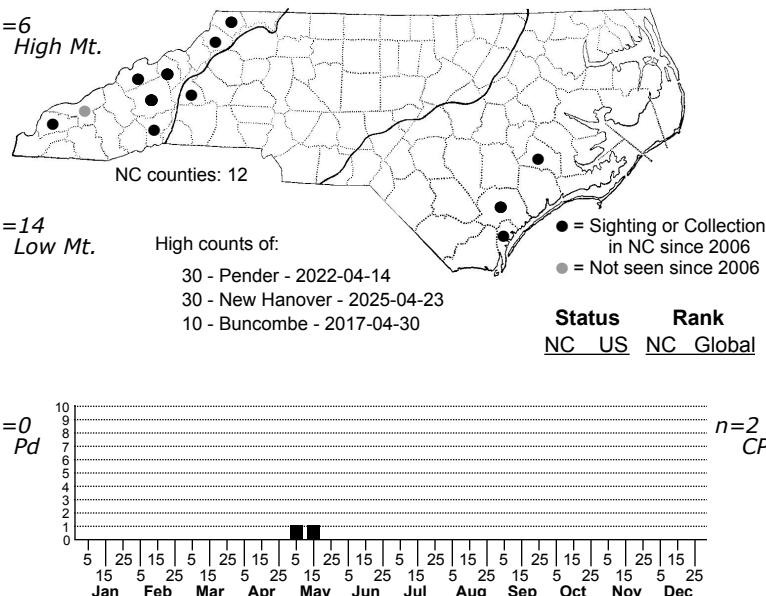 =6
High Mt.
NC counties: 12
=14
Low Mt.
High counts of:
30 - Pender - 2022-04-14
30 - New Hanover - 2025-04-23
10 - Buncombe - 2017-04-30
● = Sighting or Collection
in NC since 2006
● = Not seen since 2006
Status Rank
NC US NC Global
=0
Pd
n=2
CP
10
9
8
7
6
5
4
3
2
1
0
5 25 15 5 25 15 5 25 15 5 25 15 5 25 15 5 25 15
15 5 25 15 5 25 15 5 25 15 5 25 15 5 25 15 5 25
Jan Feb Mar Apr May Jun Jul Aug Sep Oct Nov Dec